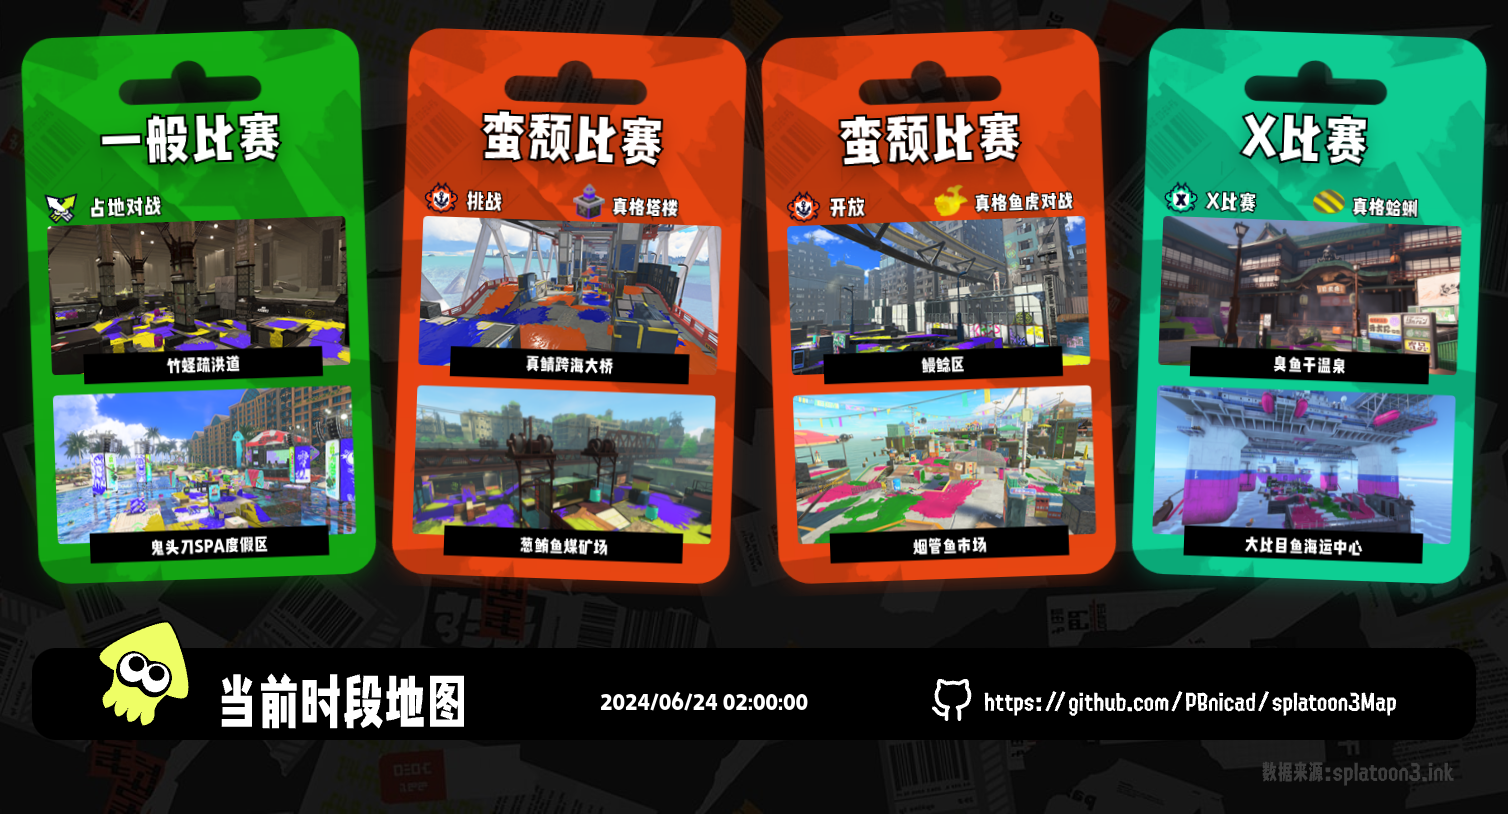 一般比赛
占地对战
竹蛏疏洪道
鬼头刀SPA度假区
蛮颓比赛
挑战
真格塔楼
真鲷跨海大桥
葱鲔鱼煤矿场
蛮颓比赛
开放
真格鱼虎对战
鳗鲶区
烟管鱼市场
X比赛
X比赛
真格蛤蜊
臭鱼干温泉
大比目鱼海运中心
当前时段地图
2024/06/24 02:00:00
https://github.com/PBnicad/splatoon3Map
数据来源:splatoon3.ink